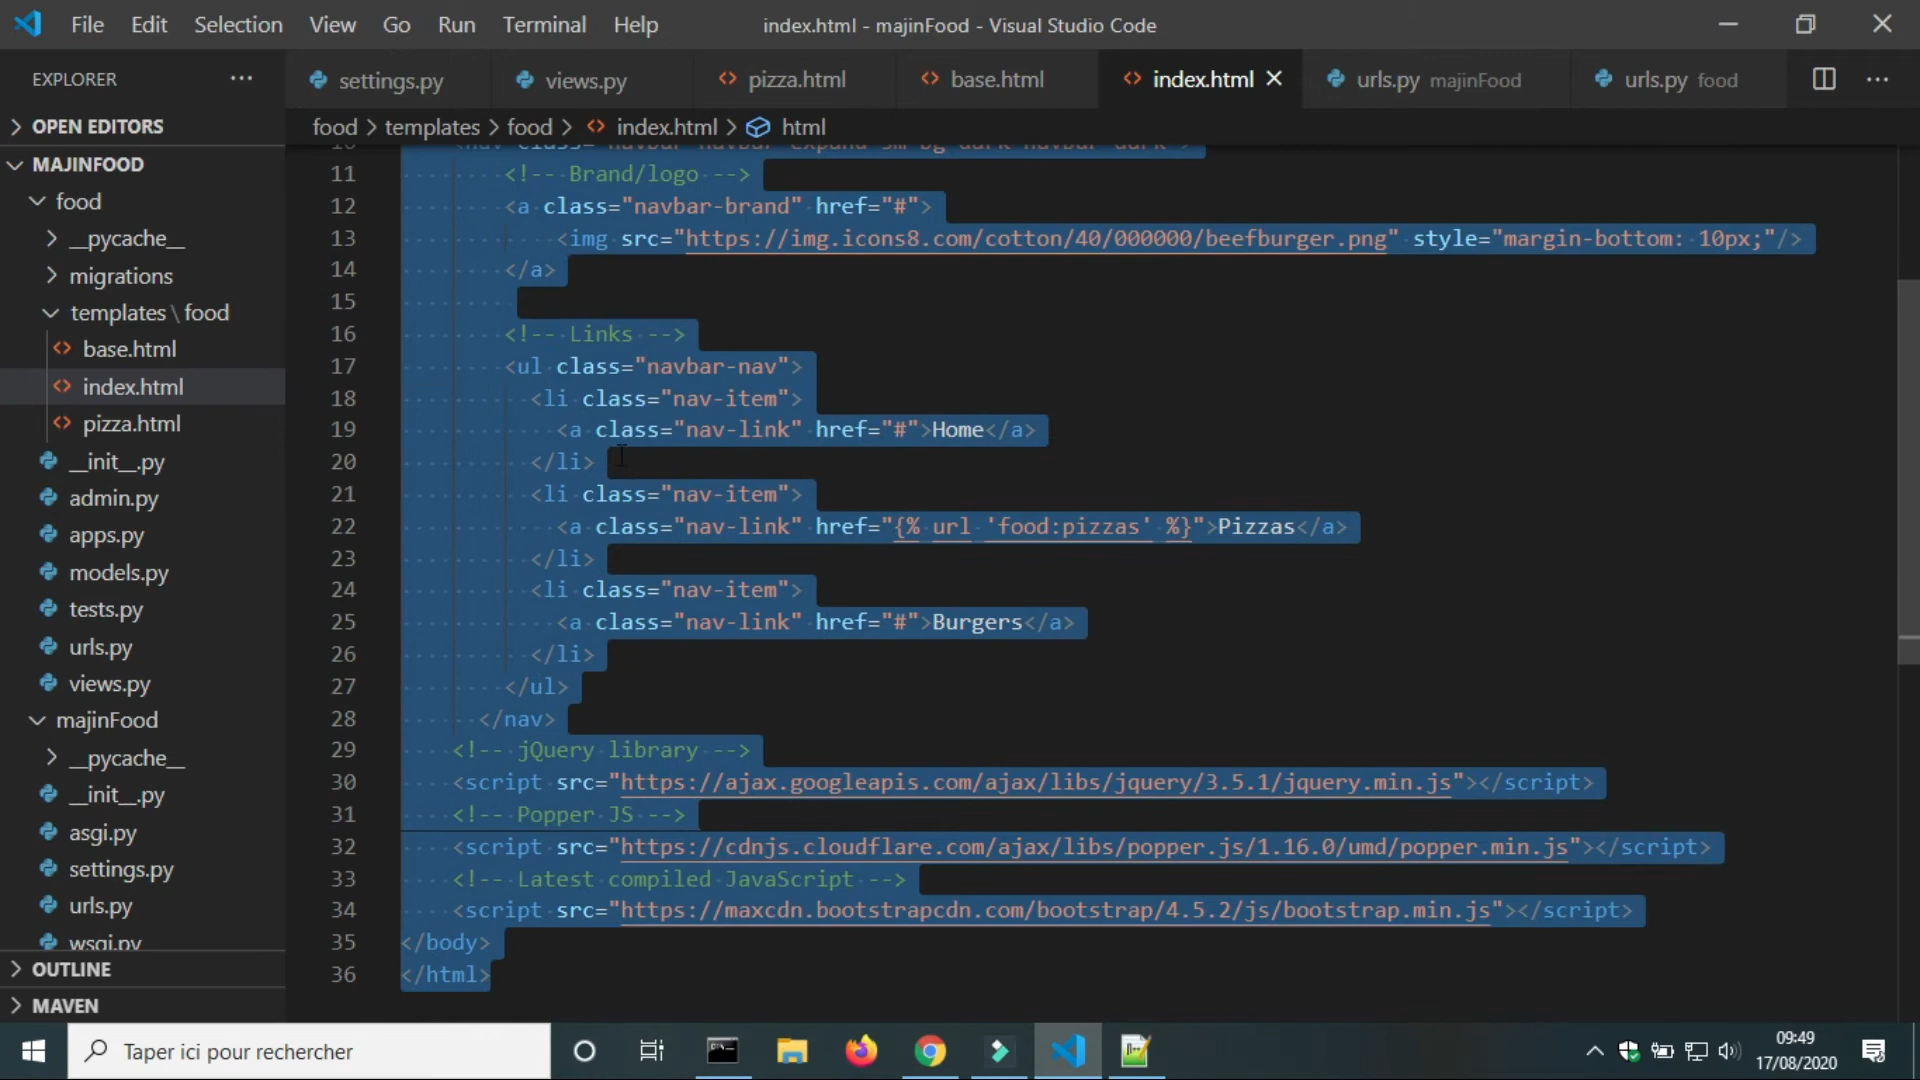 File Edit Selection View Go Run Terminal Help index.html - majinFood - Visual Studio Code
EXPLORER ··· settings.py views.py pizza.html base.html index.html urls.py majinFood urls.py food ···
OPEN EDITORS
food > templates > food > index.html > html
MAJINFOOD
food
__pycache__
migrations
templates \ food
base.html
index.html
pizza.html
__init__.py
admin.py
apps.py
models.py
tests.py
urls.py
views.py
majinFood
__pycache__
__init__.py
asgi.py
settings.py
urls.py
wsgi.py
OUTLINE
MAVEN
11 <!-- Brand/logo -->
12 <a class="navbar-brand" href="#">
13 <img src="https://img.icons8.com/cotton/40/000000/beefburger.png" style="margin-bottom: 10px;"/>
14 </a>
15
16 <!-- Links -->
17 <ul class="navbar-nav">
18 <li class="nav-item">
19 <a class="nav-link" href="#">Home</a>
20 </li>
21 <li class="nav-item">
22 <a class="nav-link" href="{% url 'food:pizzas' %}">Pizzas</a>
23 </li>
24 <li class="nav-item">
25 <a class="nav-link" href="#">Burgers</a>
26 </li>
27 </ul>
28 </nav>
29 <!-- jQuery library -->
30 <script src="https://ajax.googleapis.com/ajax/libs/jquery/3.5.1/jquery.min.js"></script>
31 <!-- Popper JS -->
32 <script src="https://cdnjs.cloudflare.com/ajax/libs/popper.js/1.16.0/umd/popper.min.js"></script>
33 <!-- Latest compiled JavaScript -->
34 <script src="https://maxcdn.bootstrapcdn.com/bootstrap/4.5.2/js/bootstrap.min.js"></script>
35 </body>
36 </html>
Taper ici pour rechercher
09:49
17/08/2020